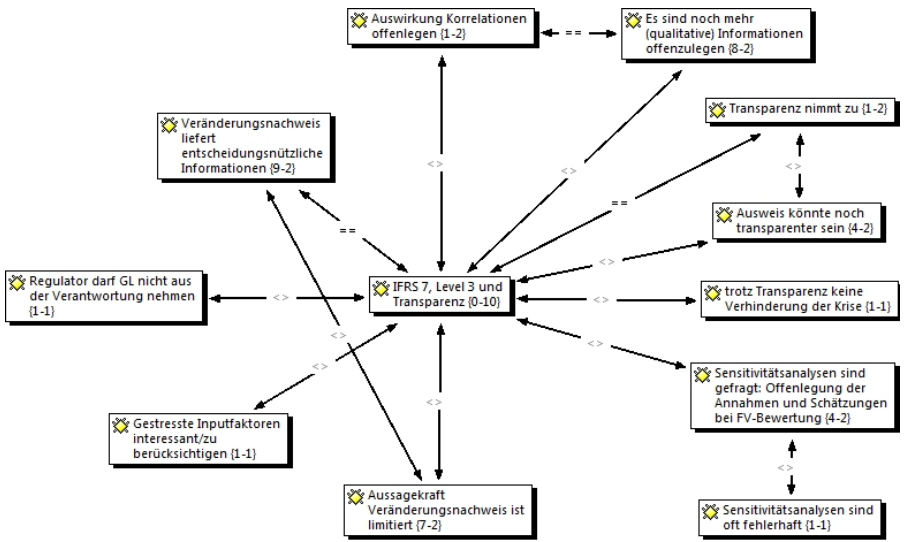 Auswirkung Korrelationen
offenlegen {1-2}
==
Es sind noch mehr
(qualitative) Informationen
offenzulegen {8-2}
Transparenz nimmt zu {1-2}
Veränderungsnachweis
liefert
entscheidungsnützliche
Informationen {9-2}
<>
<>
<>
==
==
Ausweis könnte noch
transparenter sein {4-2}
<>
Regulator darf GL nicht aus
der Verantwortung nehmen
{1-1}
<>
IFRS 7, Level 3 und
Transparenz {0-10}
<>
trotz Transparenz keine
Verhinderung der Krise {1-1}
<>
<>
<>
<>
Sensitivitätsanalysen sind
gefragt: Offenlegung der
Annahmen und Schätzungen
bei FV-Bewertung {4-2}
Gestresste Inputfaktoren
interessant/zu
berücksichtigen {1-1}
<>
Aussagekraft
Veränderungsnachweis ist
limitiert {7-2}
Sensitivitätsanalysen sind
oft fehlerhaft {1-1}